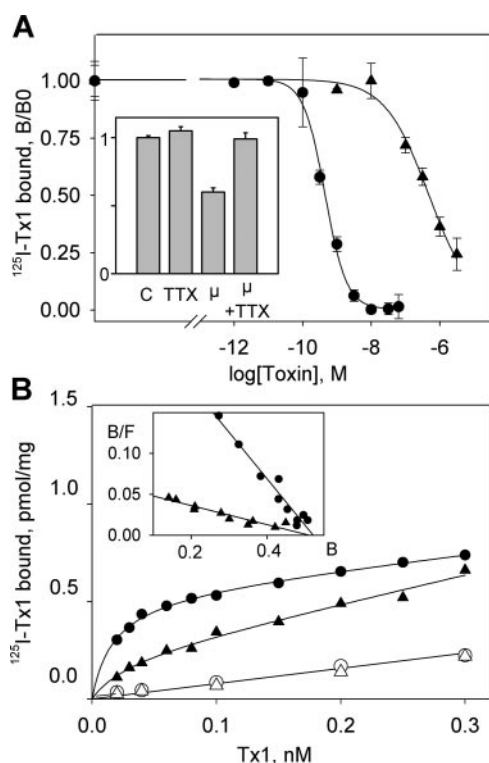 A
¹²⁵I-Tx1 bound, B/B0
1.00
0.75
0.50
0.25
0.00
1
C
TTX
µ
µ
+TTX
-12
-10
-8
-6
log[Toxin], M
B
¹²⁵I-Tx1 bound, pmol/mg
1.5
1.0
0.5
0.0
B/F
0.10
0.05
0.00
0.2
0.4
B
0.0
0.1
0.2
0.3
Tx1, nM